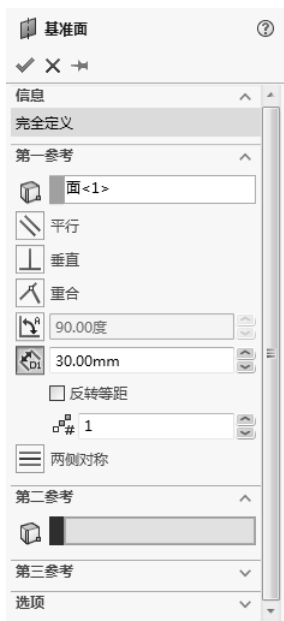 基准面
信息
完全定义
第一参考
面<1>
平行
垂直
重合
90.00度
30.00mm
反转等距
# 1
两侧对称
第二参考
第三参考
选项